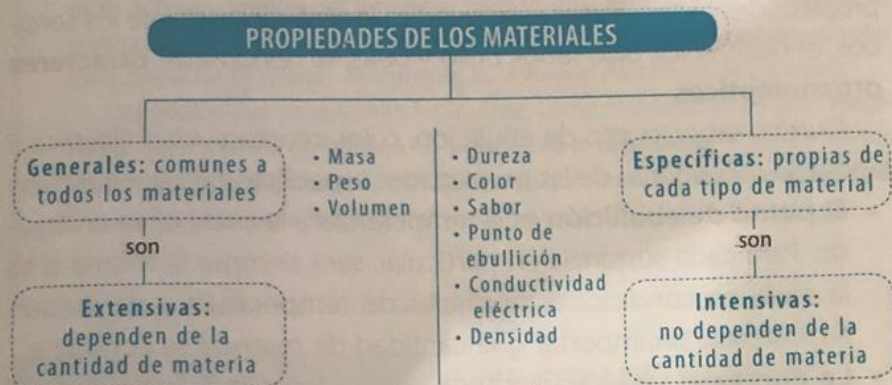 PROPIEDADES DE LOS MATERIALES
Generales: comunes a
todos los materiales
• Masa
• Peso
• Volumen
son
Extensivas:
dependen de la
cantidad de materia
• Dureza
• Color
• Sabor
• Punto de
ebullición
• Conductividad
eléctrica
• Densidad
Específicas: propias de
cada tipo de material
son
Intensivas:
no dependen de la
cantidad de materia